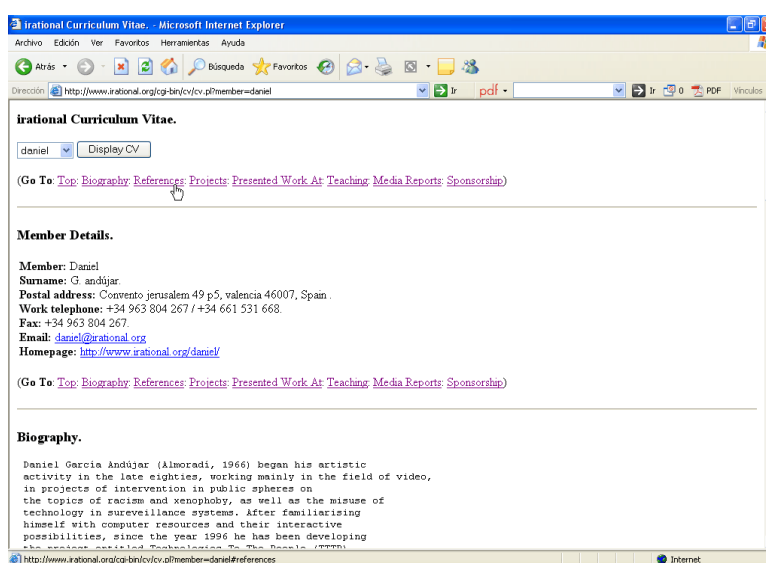 irational Curriculum Vitae. - Microsoft Internet Explorer
Archivo Edición Ver Favoritos Herramientas Ayuda
Atrás Búsqueda Favoritos
Dirección http://www.irational.org/cgi-bin/cv/cv.pl?member=daniel Ir pdf Ir 0 PDF Vínculos
irational Curriculum Vitae.
daniel Display CV
(Go To: Top: Biography: References: Projects: Presented Work At: Teaching: Media Reports: Sponsorship)
Member Details.
Member: Daniel
Surname: G. andújar.
Postal address: Convento jerusalem 49 p5, valencia 46007, Spain .
Work telephone: +34 963 804 267 / +34 661 531 668.
Fax: +34 963 804 267.
Email: daniel@irational.org
Homepage: http://www.irational.org/daniel/
(Go To: Top: Biography: References: Projects: Presented Work At: Teaching: Media Reports: Sponsorship)
Biography.
Daniel García Andújar (Almoradí, 1966) began his artistic
activity in the late eighties, working mainly in the field of video,
in projects of intervention in public spheres on
the topics of racism and xenophoby, as well as the misuse of
technology in sureveillance systems. After familiarising
himself with computer resources and their interactive
possibilities, since the year 1996 he has been developing
the project entitled Technologies To The People (TTTP)
http://www.irational.org/cgi-bin/cv/cv.pl?member=daniel#references Internet